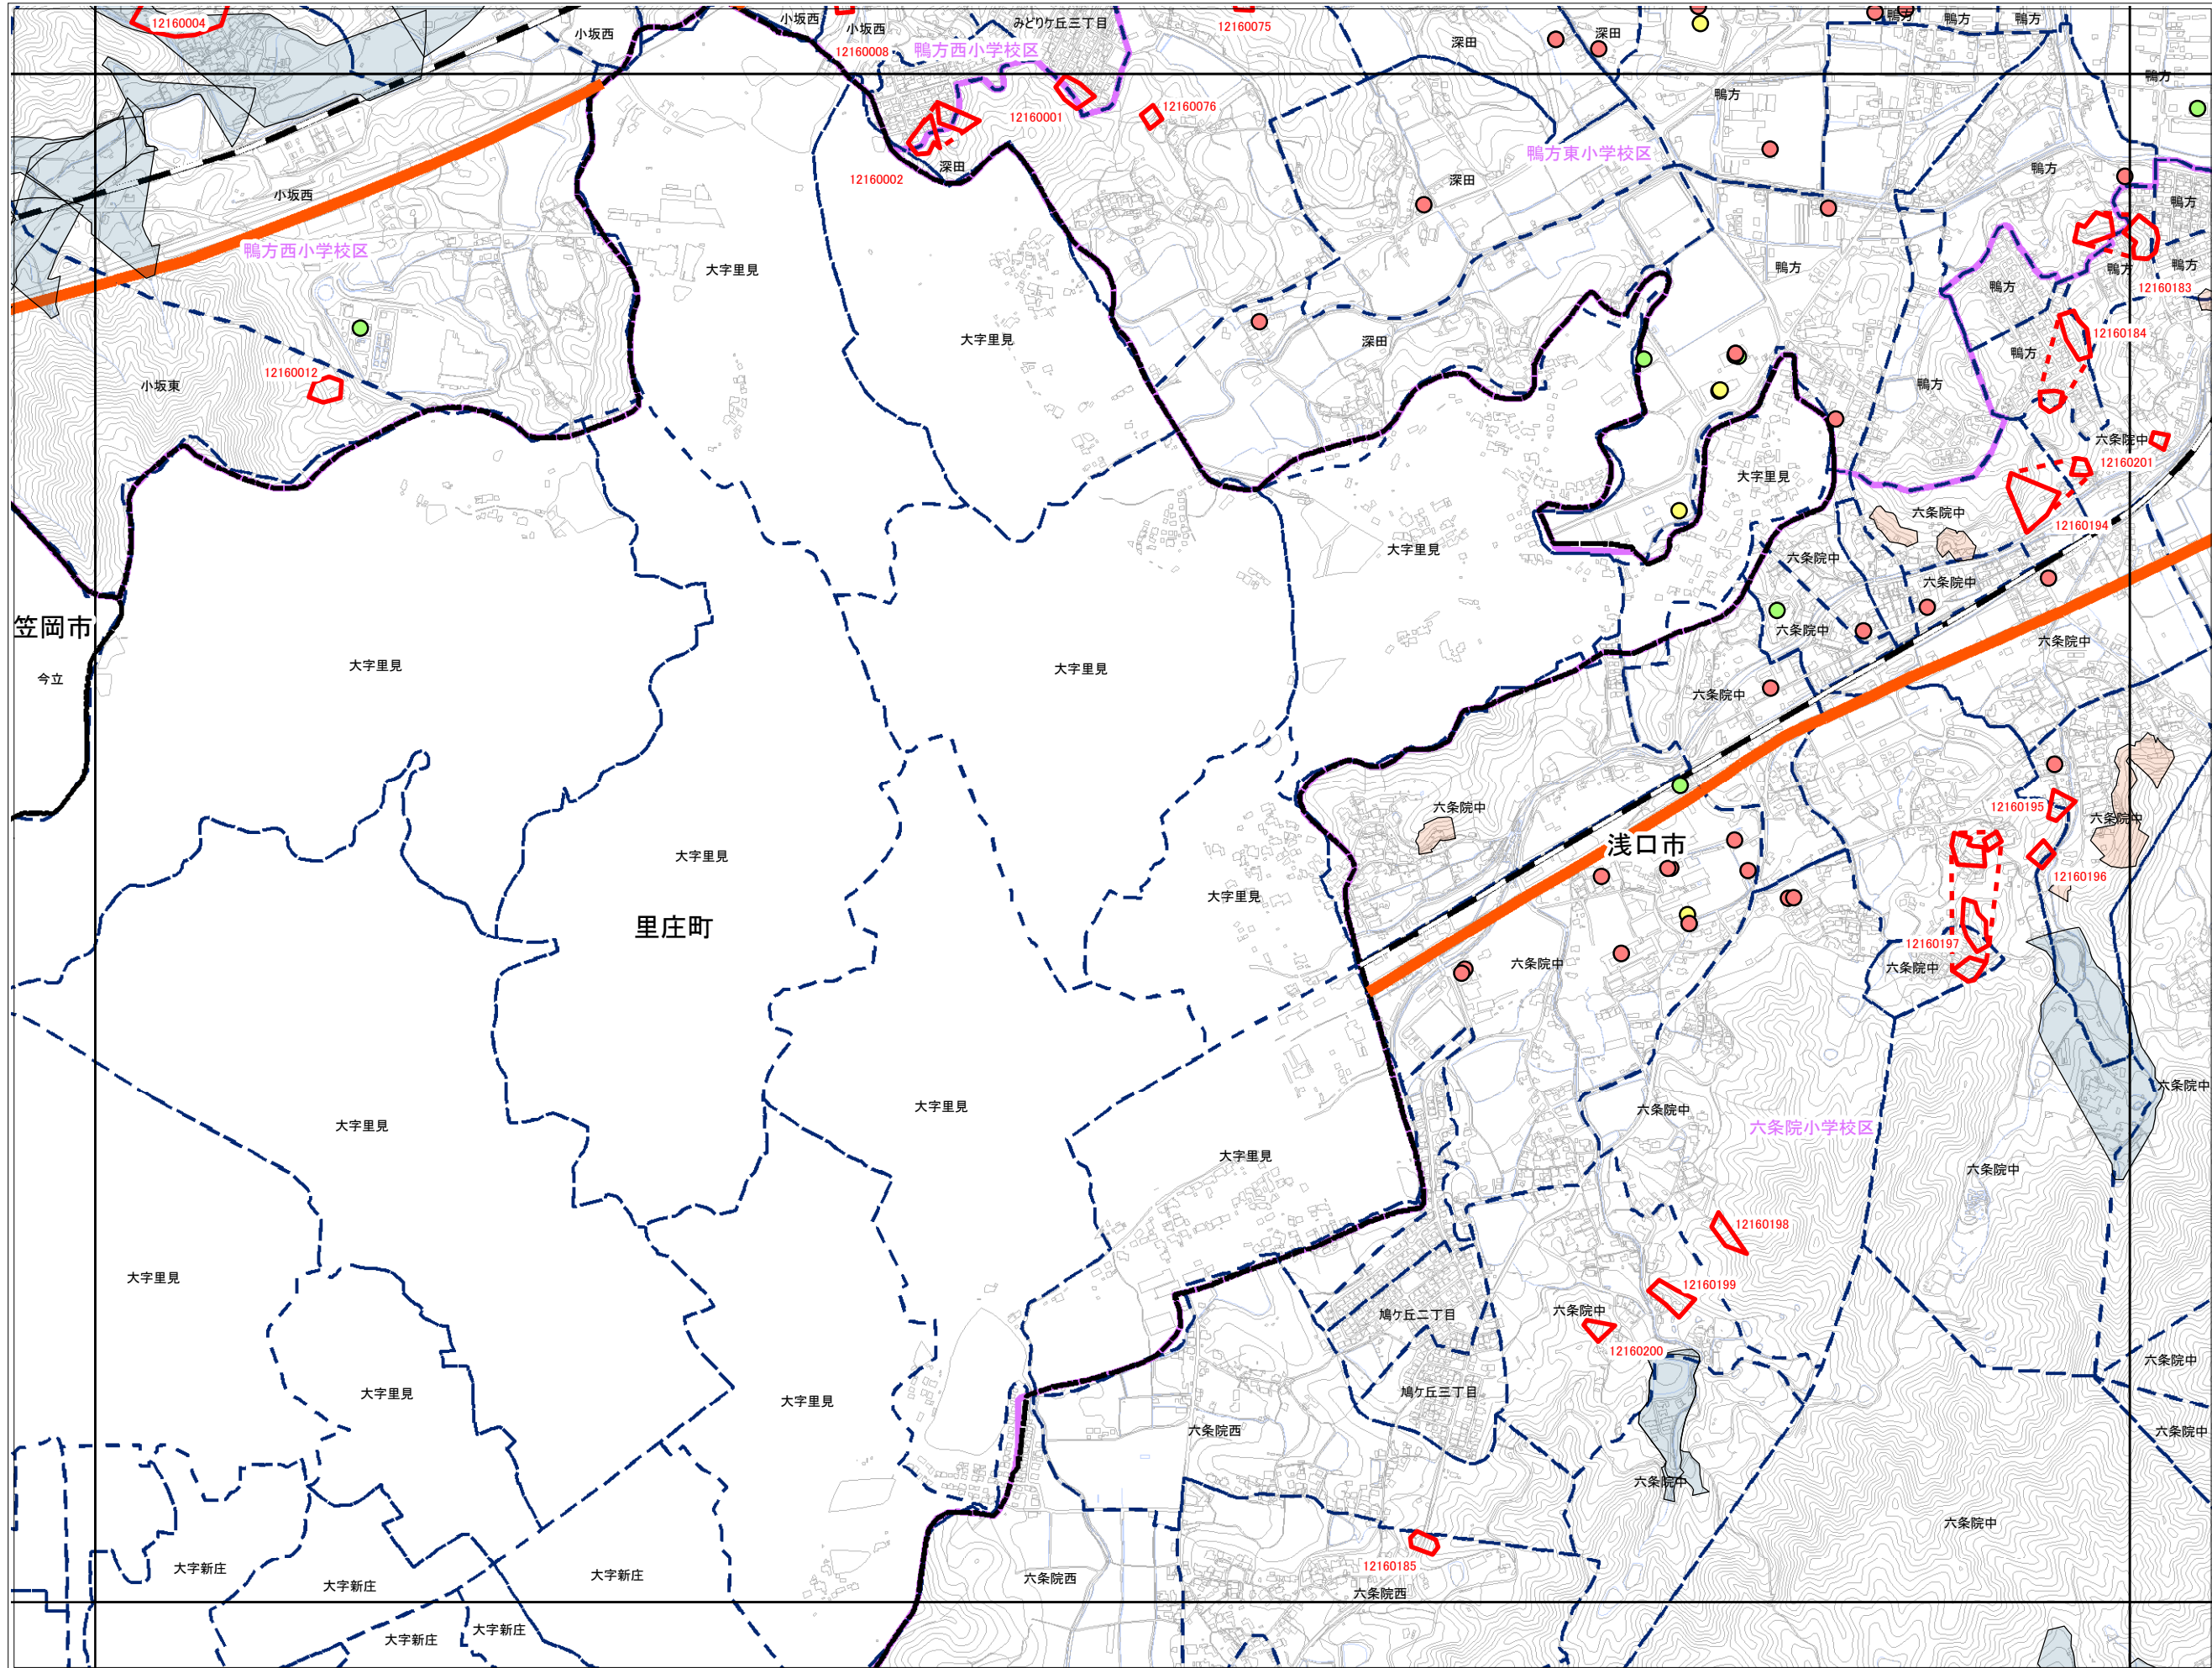 12160004
小坂西
小坂西
小坂西
みどりケ丘三丁目
12160008
鴨方西小学校区
12160075
深田
深田
鴨方
鴨方
鴨方
鴨方
鴨方
12160001
12160076
鴨方東小学校区
深田
深田
12160002
小坂西
鴨方西小学校区
大字里見
鴨方
鴨方
鴨方
鴨方
鴨方
12160183
鴨方
12160184
大字里見
深田
鴨方
鴨方
12160012
小坂東
六条院中
12160201
大字里見
六条院中
12160194
大字里見
六条院中
六条院中
笠岡市
今立
大字里見
大字里見
六条院中
六条院中
六条院中
六条院中
12160195
六条院中
浅口市
大字里見
12160196
大字里見
里庄町
12160197
六条院中
六条院中
六条院中
大字里見
大字里見
六条院中
六条院小学校区
大字里見
六条院中
12160198
大字里見
12160199
六条院中
鳩ケ丘二丁目
12160200
六条院中
大字里見
鳩ケ丘三丁目
大字里見
六条院西
六条院中
六条院中
六条院中
12160185
大字新庄
大字新庄
大字新庄
六条院西
六条院西
大字新庄
大字新庄